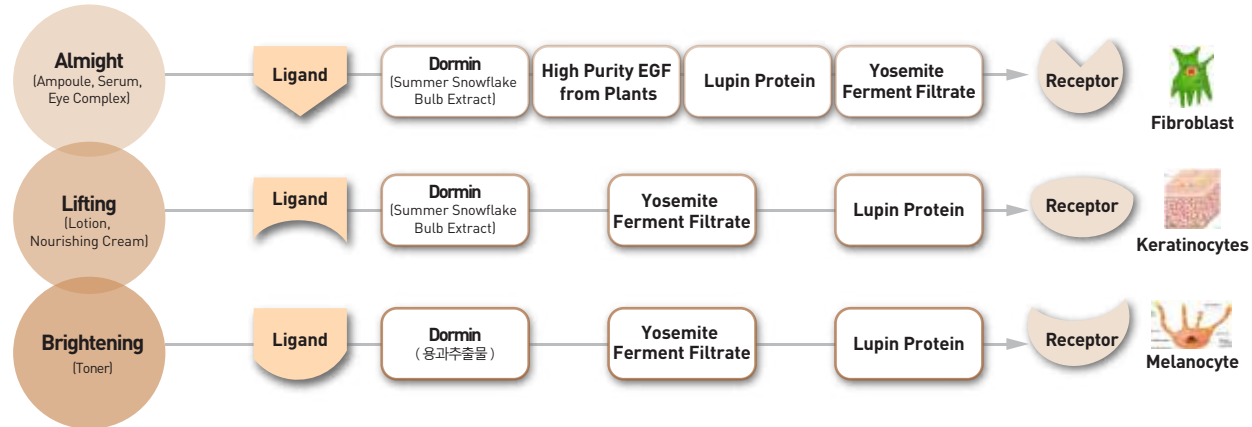 Almight
(Ampoule, Serum,
Eye Complex)
Ligand
Dormin
(Summer Snowflake
Bulb Extract)
High Purity EGF
from Plants
Lupin Protein
Yosemite
Ferment Filtrate
Receptor
Fibroblast
Lifting
(Lotion,
Nourishing Cream)
Ligand
Dormin
(Summer Snowflake
Bulb Extract)
Yosemite
Ferment Filtrate
Lupin Protein
Receptor
Keratinocytes
Brightening
(Toner)
Ligand
Dormin
( 용과추출물 )
Yosemite
Ferment Filtrate
Lupin Protein
Receptor
Melanocyte